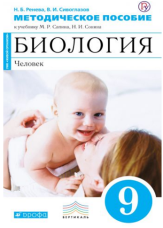 Н. Б. Ренева, В. И. Сивоглазов
МЕТОДИЧЕСКОЕ ПОСОБИЕ
к учебнику М. Р. Сапина, Н. И. Сонина
БИОЛОГИЯ
Человек
9
ДРОФА
ВЕРТИКАЛЬ